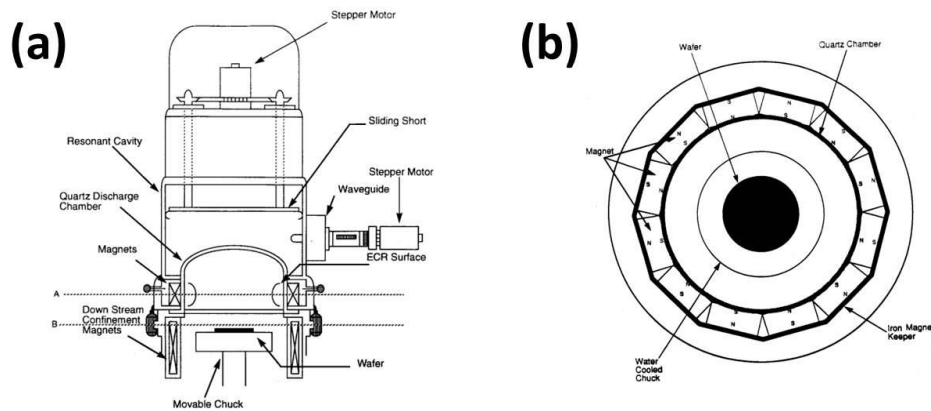 (a)
Stepper Motor
Sliding Short
Resonant Cavity
Stepper Motor
Waveguide
Quartz Discharge
Chamber
ECR Surface
Magnets
A
B
Down Stream
Confinement
Magnets
Wafer
Movable Chuck
(b)
Wafer
Quartz Chamber
Magnet
Iron Magnet
Keeper
Water
Cooled
Chuck